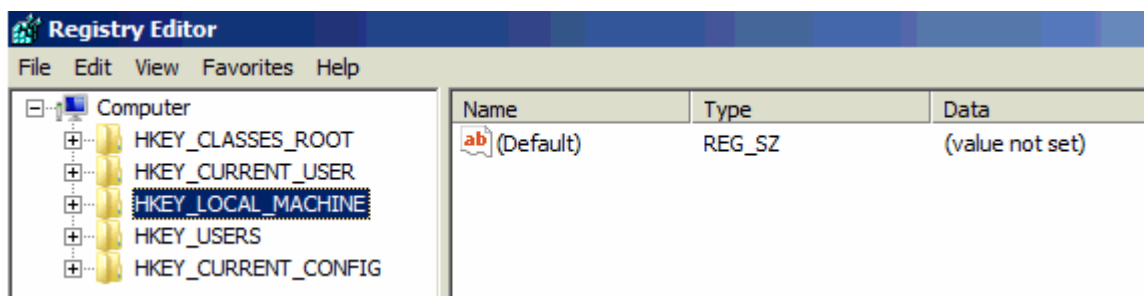 Registry Editor
File Edit View Favorites Help
Computer
HKEY_CLASSES_ROOT
HKEY_CURRENT_USER
HKEY_LOCAL_MACHINE
HKEY_USERS
HKEY_CURRENT_CONFIG
Name Type Data
ab (Default) REG_SZ (value not set)